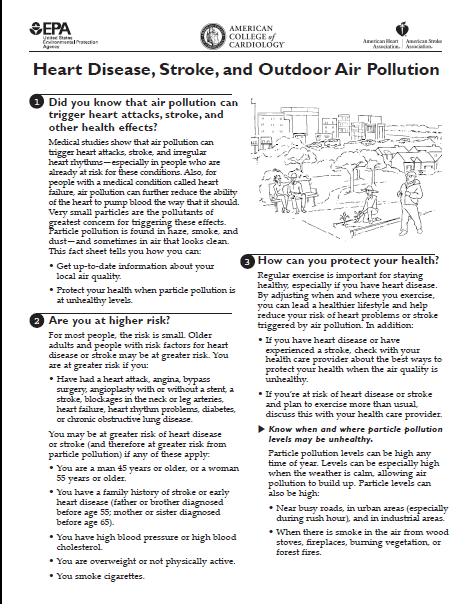 EPA
United States
Environmental Protection
Agency
AMERICAN
COLLEGE of
CARDIOLOGY
American Heart Association.
American Stroke Association.
Heart Disease, Stroke, and Outdoor Air Pollution
1 Did you know that air pollution can
trigger heart attacks, stroke, and
other health effects?
Medical studies show that air pollution can
trigger heart attacks, stroke, and irregular
heart rhythms—especially in people who are
already at risk for these conditions. Also, for
people with a medical condition called heart
failure, air pollution can further reduce the ability
of the heart to pump blood the way that it should.
Very small particles are the pollutants of
greatest concern for triggering these effects.
Particle pollution is found in haze, smoke, and
dust—and sometimes in air that looks clean.
This fact sheet tells you how you can:
• Get up-to-date information about your
local air quality.
• Protect your health when particle pollution is
at unhealthy levels.
2 Are you at higher risk?
For most people, the risk is small. Older
adults and people with risk factors for heart
disease or stroke may be at greater risk. You
are at greater risk if you:
• Have had a heart attack, angina, bypass
surgery, angioplasty with or without a stent, a
stroke, blockages in the neck or leg arteries,
heart failure, heart rhythm problems, diabetes,
or chronic obstructive lung disease.
You may be at greater risk of heart disease
or stroke (and therefore at greater risk from
particle pollution) if any of these apply:
• You are a man 45 years or older, or a woman
55 years or older.
• You have a family history of stroke or early
heart disease (father or brother diagnosed
before age 55; mother or sister diagnosed
before age 65).
• You have high blood pressure or high blood
cholesterol.
• You are overweight or not physically active.
• You smoke cigarettes.
3 How can you protect your health?
Regular exercise is important for staying
healthy, especially if you have heart disease.
By adjusting when and where you exercise,
you can lead a healthier lifestyle and help
reduce your risk of heart problems or stroke
triggered by air pollution. In addition:
• If you have heart disease or have
experienced a stroke, check with your
health care provider about the best ways to
protect your health when the air quality is
unhealthy.
• If you're at risk of heart disease or stroke
and plan to exercise more than usual,
discuss this with your health care provider.
▶ Know when and where particle pollution
levels may be unhealthy.
Particle pollution levels can be high any
time of year. Levels can be especially high
when the weather is calm, allowing air
pollution to build up. Particle levels can
also be high:
• Near busy roads, in urban areas (especially
during rush hour), and in industrial areas.
• When there is smoke in the air from wood
stoves, fireplaces, burning vegetation, or
forest fires.